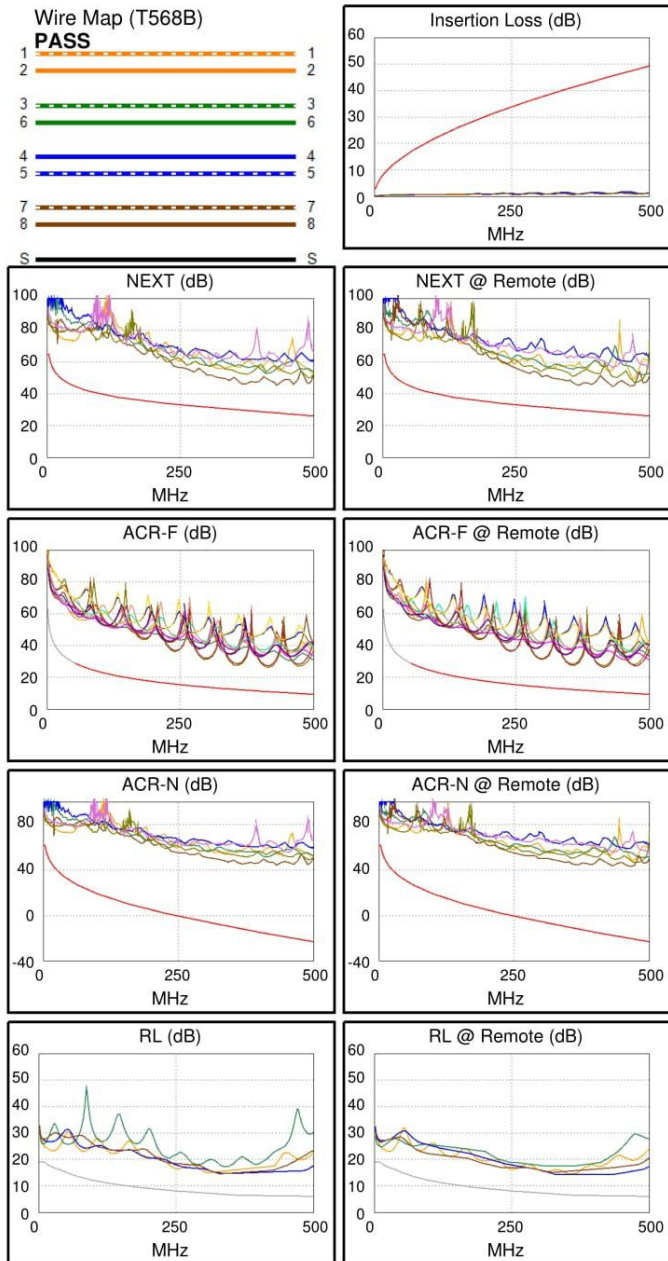 Wire Map (T568B)
PASS
1 1
2 2
3 3
6 6
4 4
5 5
7 7
8 8
S S
Insertion Loss (dB)
60
50
40
30
20
10
0
0 250 500
MHz
NEXT (dB)
100
80
60
40
20
0
0 250 500
MHz
NEXT @ Remote (dB)
100
80
60
40
20
0
0 250 500
MHz
ACR-F (dB)
100
80
60
40
20
0
0 250 500
MHz
ACR-F @ Remote (dB)
100
80
60
40
20
0
0 250 500
MHz
ACR-N (dB)
80
40
0
-40
0 250 500
MHz
ACR-N @ Remote (dB)
80
40
0
-40
0 250 500
MHz
RL (dB)
60
50
40
30
20
10
0
0 250 500
MHz
RL @ Remote (dB)
60
50
40
30
20
10
0
0 250 500
MHz